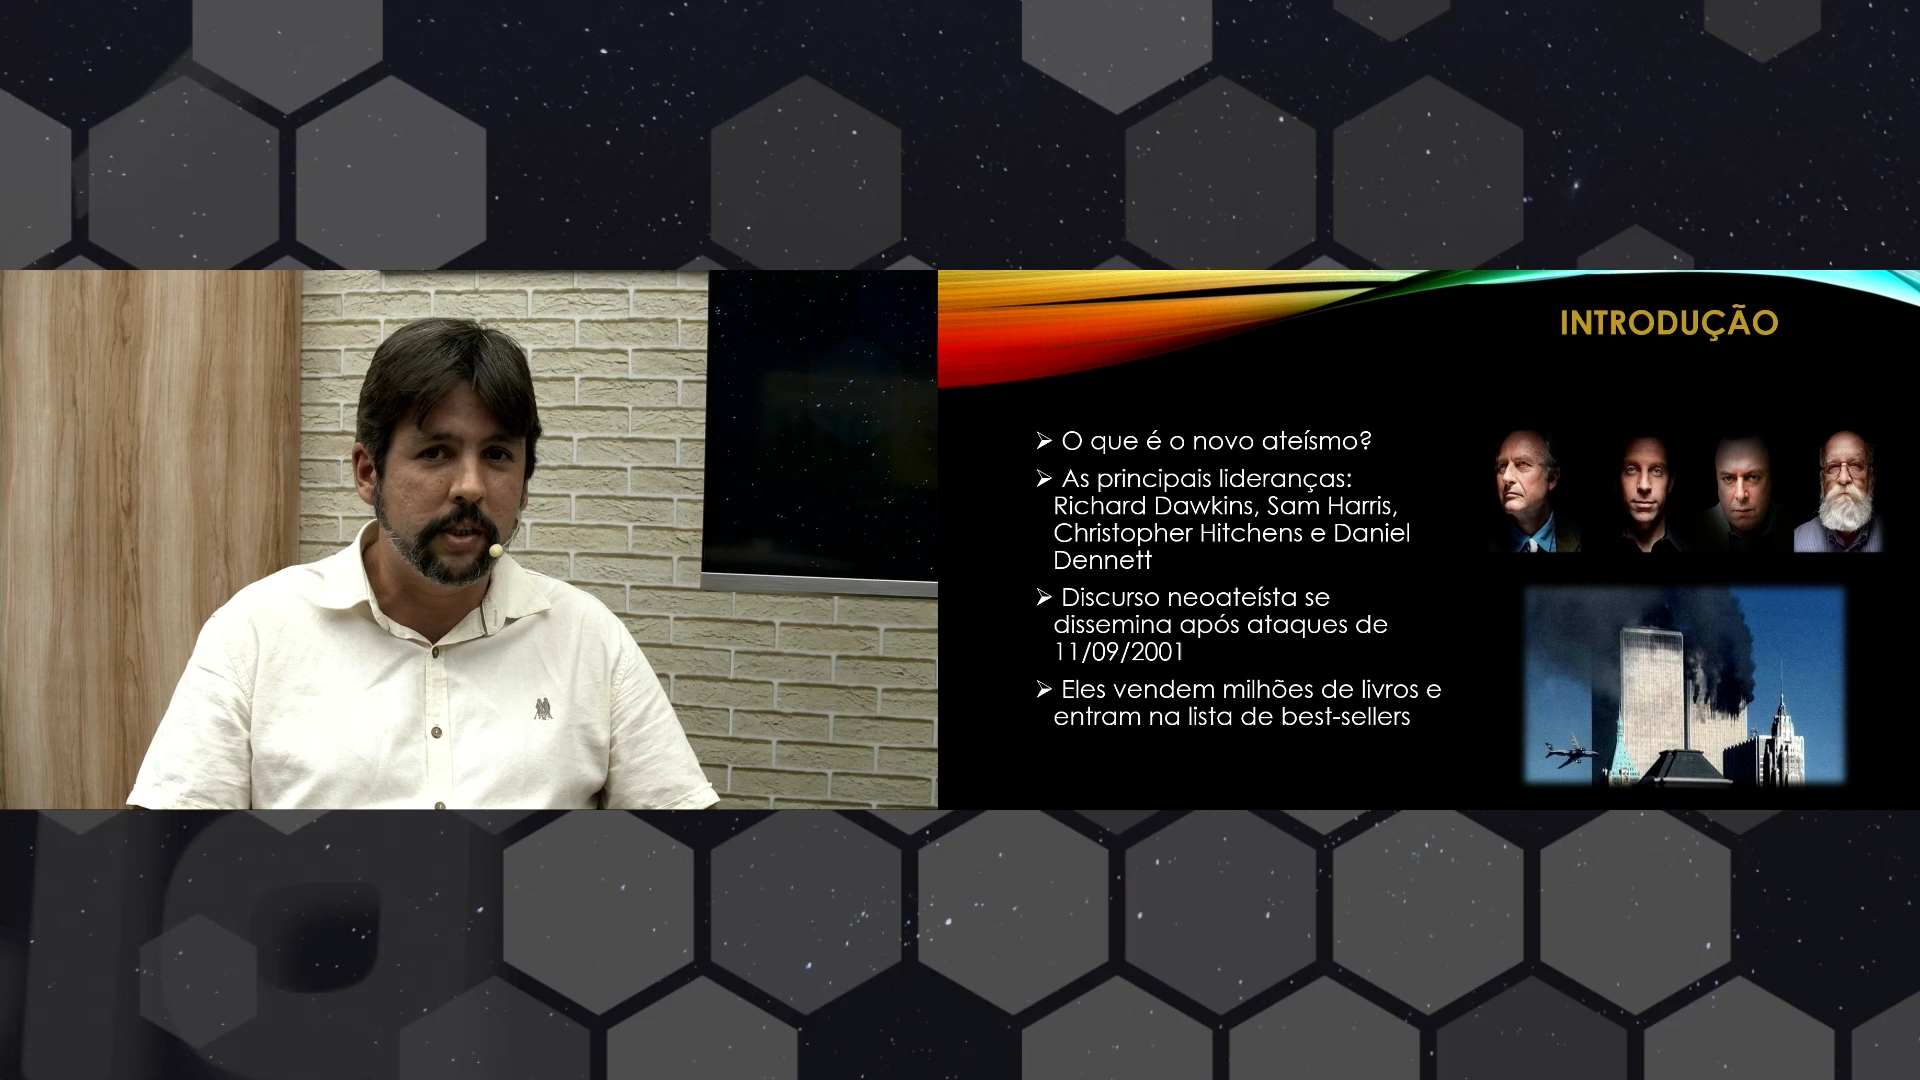 INTRODUÇÃO
➢ O que é o novo ateísmo?
➢ As principais lideranças:
Richard Dawkins, Sam Harris,
Christopher Hitchens e Daniel
Dennett
➢ Discurso neoateísta se
dissemina após ataques de
11/09/2001
➢ Eles vendem milhões de livros e
entram na lista de best-sellers